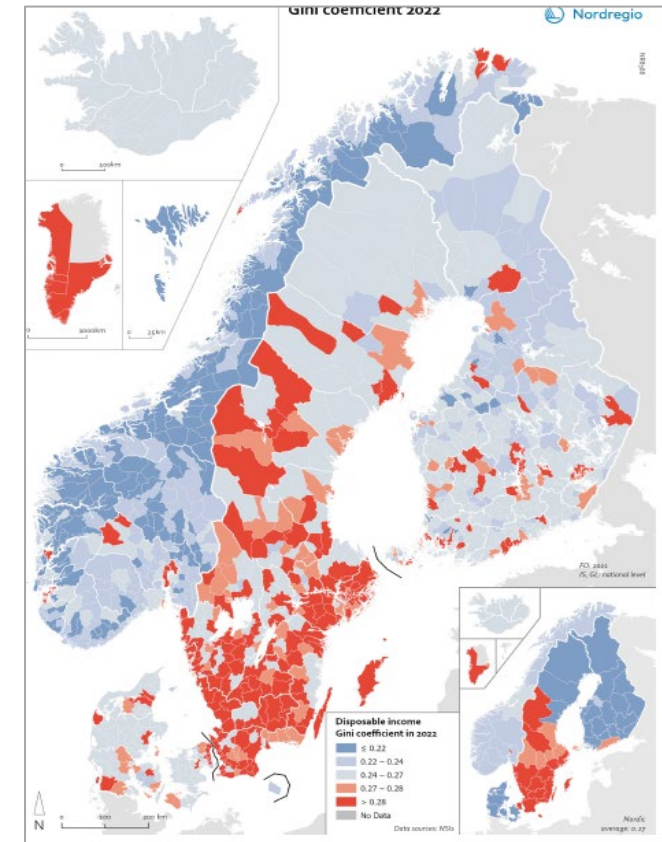 Gini coefficient 2022
Nordregio
NR0508
0 100km
0 1000km
0 25km
FO: 2021
IS, GL: national level
Disposable income
Gini coefficient in 2022
≤ 0.22
0.22 – 0.24
0.24 – 0.27
0.27 – 0.28
> 0.28
No Data
Data sources: NSIs
N
0 100 200 km
Nordic
average: 0.27